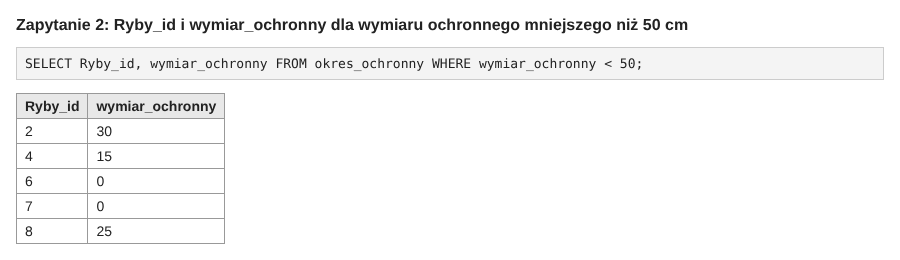 Zapytanie 2: Ryby_id i wymiar_ochronny dla wymiaru ochronnego mniejszego niż 50 cm
SELECT Ryby_id, wymiar_ochronny FROM okres_ochronny WHERE wymiar_ochronny < 50;
Ryby_id wymiar_ochronny
2 30
4 15
6 0
7 0
8 25